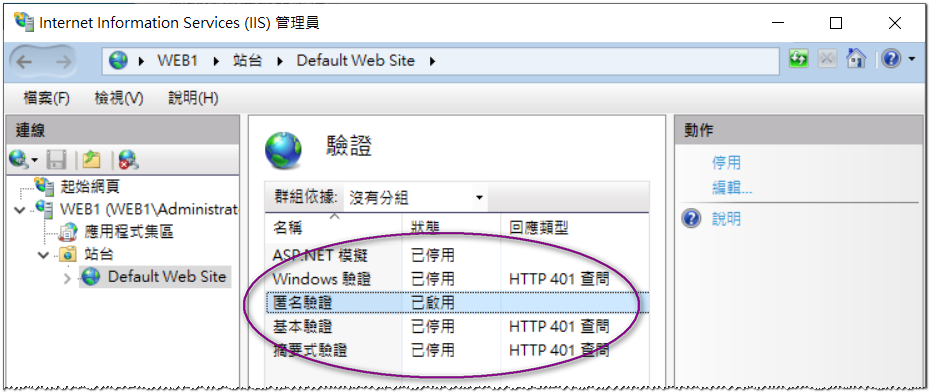 Internet Information Services (IIS) 管理員
WEB1 站台 Default Web Site
檔案(F) 檢視(V) 說明(H)
連線
起始網頁
WEB1 (WEB1\Administrat
應用程式集區
站台
Default Web Site
驗證
群組依據: 沒有分組
名稱 狀態 回應類型
ASP.NET 模擬 已停用
Windows 驗證 已停用 HTTP 401 查問
匿名驗證 已啟用
基本驗證 已停用 HTTP 401 查問
摘要式驗證 已停用 HTTP 401 查問
動作
停用
編輯...
說明